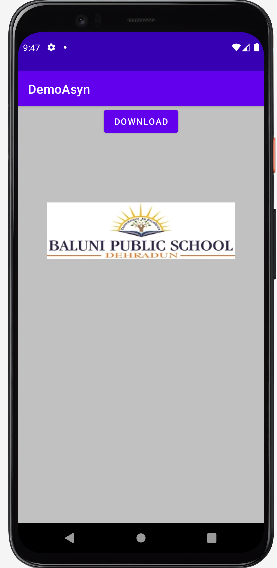 9:47
DemoAsyn
DOWNLOAD
BALUNI PUBLIC SCHOOL
DEHRADUN